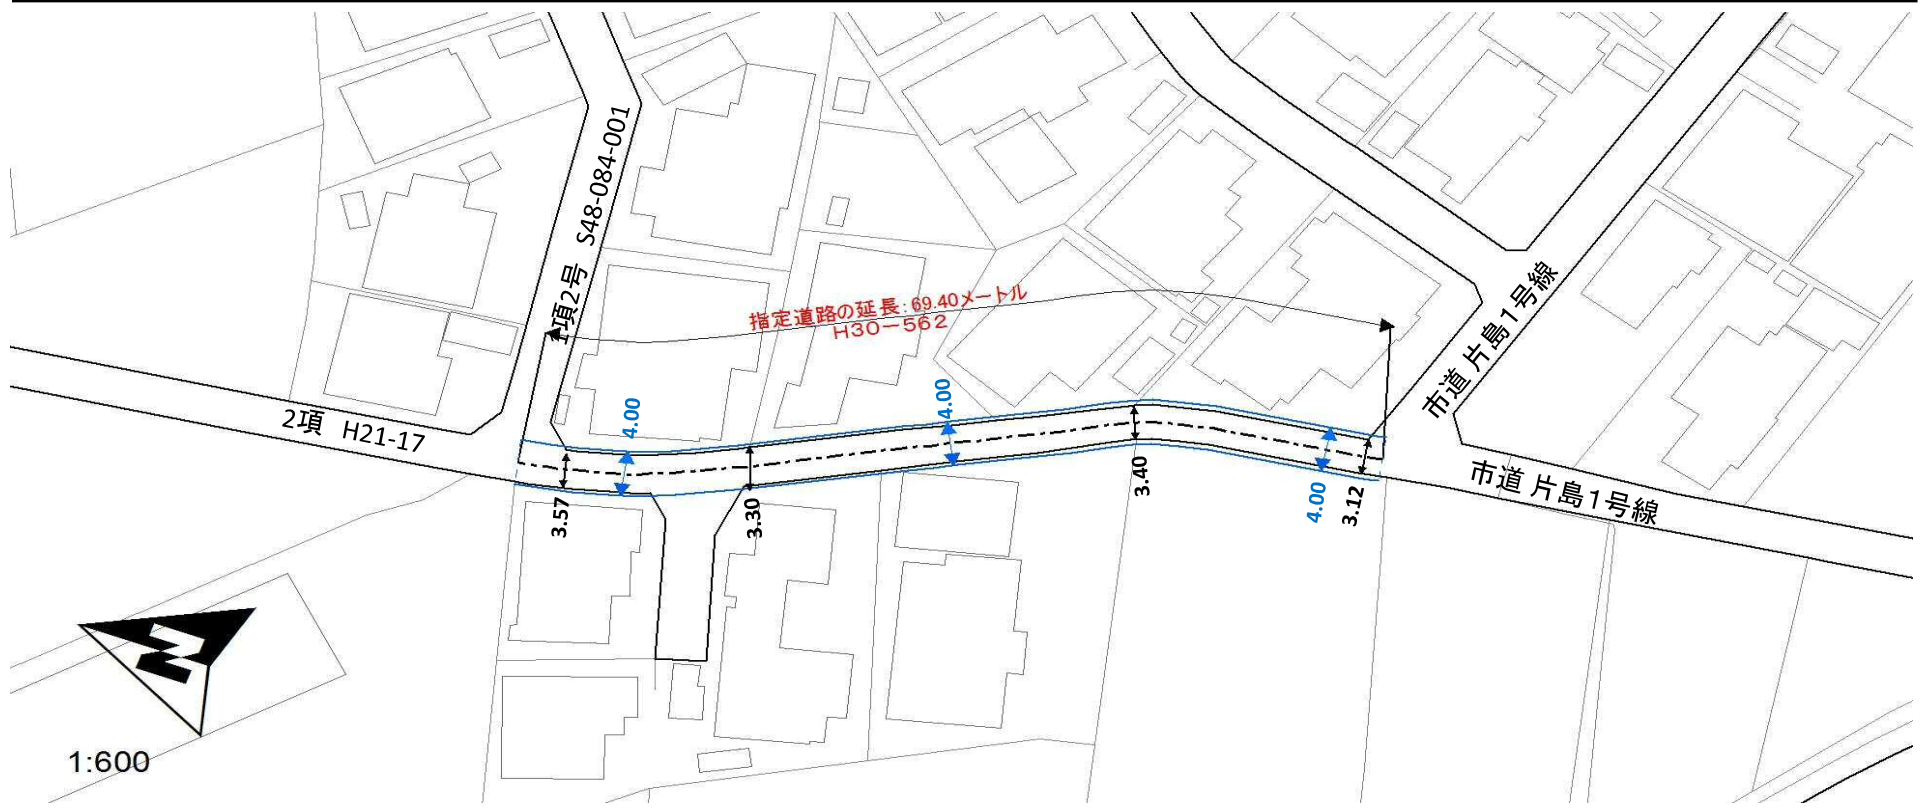 1項2号 S48-084-001
指定道路の延長:69.40メートル
H30-562
市道 片島1号線
2項 H21-17
4.00
4.00
市道 片島1号線
3.57
3.30
3.40
4.00
3.12
N
1:600